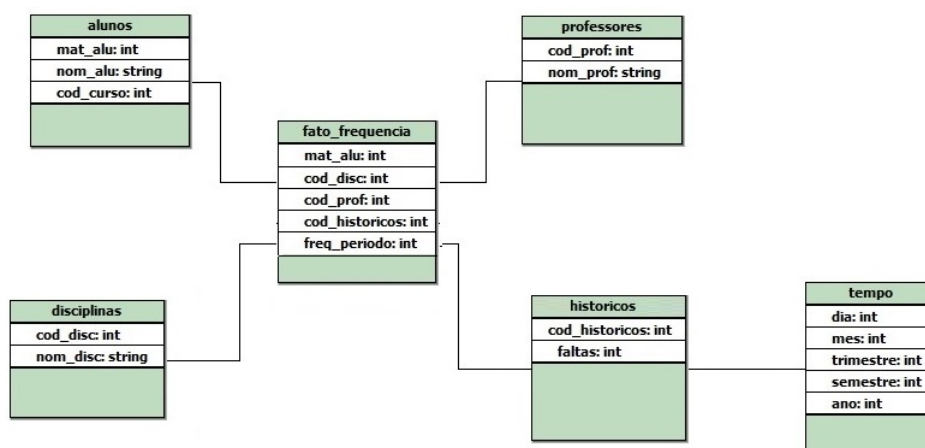 alunos
mat_alu: int
nom_alu: string
cod_curso: int
professores
cod_prof: int
nom_prof: string
fato_frequencia
mat_alu: int
cod_disc: int
cod_prof: int
cod_historicos: int
freq_periodo: int
disciplinas
cod_disc: int
nom_disc: string
historicos
cod_historicos: int
faltas: int
tempo
dia: int
mes: int
trimestre: int
semestre: int
ano: int